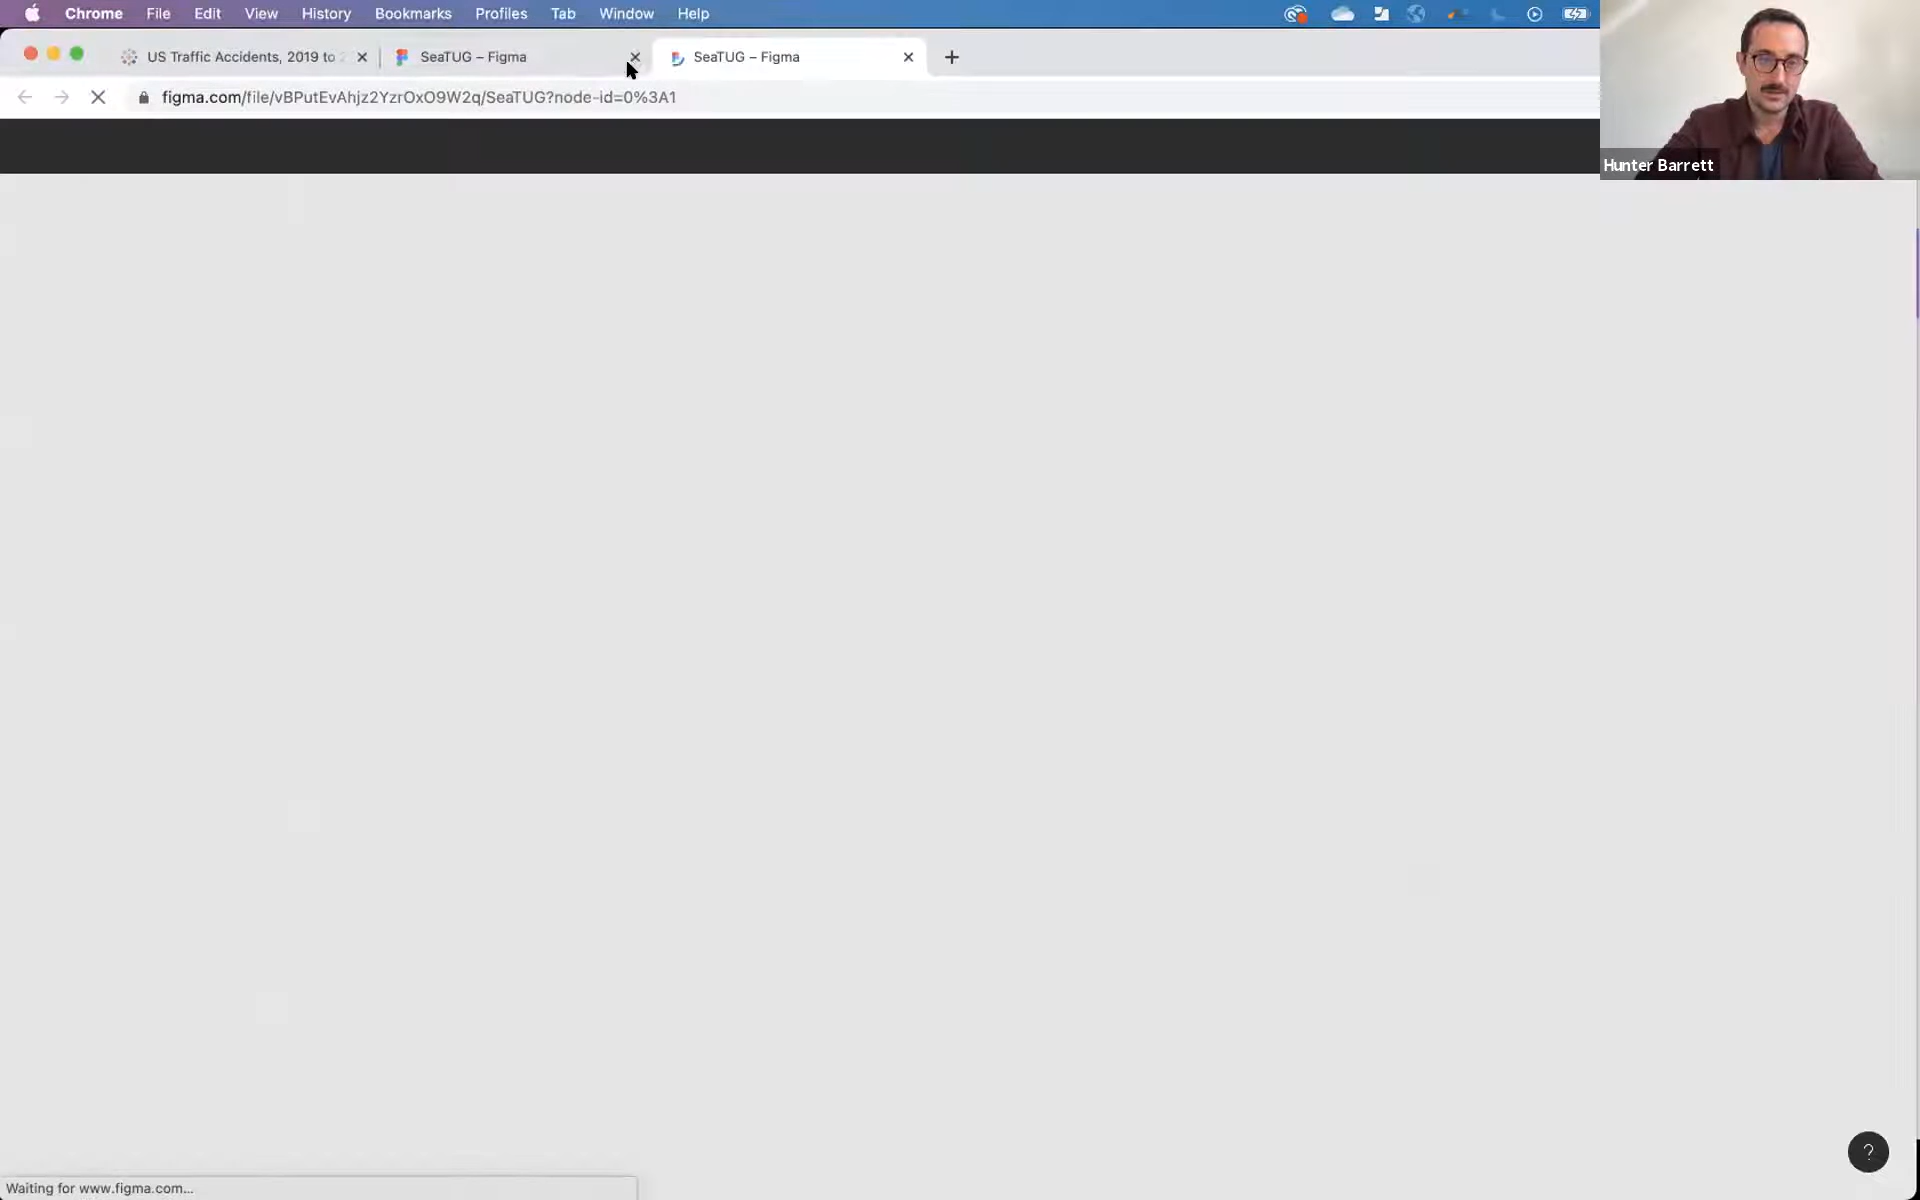 Chrome File Edit View History Bookmarks Profiles Tab Window Help
US Traffic Accidents, 2019 to 2
SeaTUG – Figma
SeaTUG – Figma
figma.com/file/vBPutEvAhjz2YzrOxO9W2q/SeaTUG?node-id=0%3A1
Hunter Barrett
?
Waiting for www.figma.com...